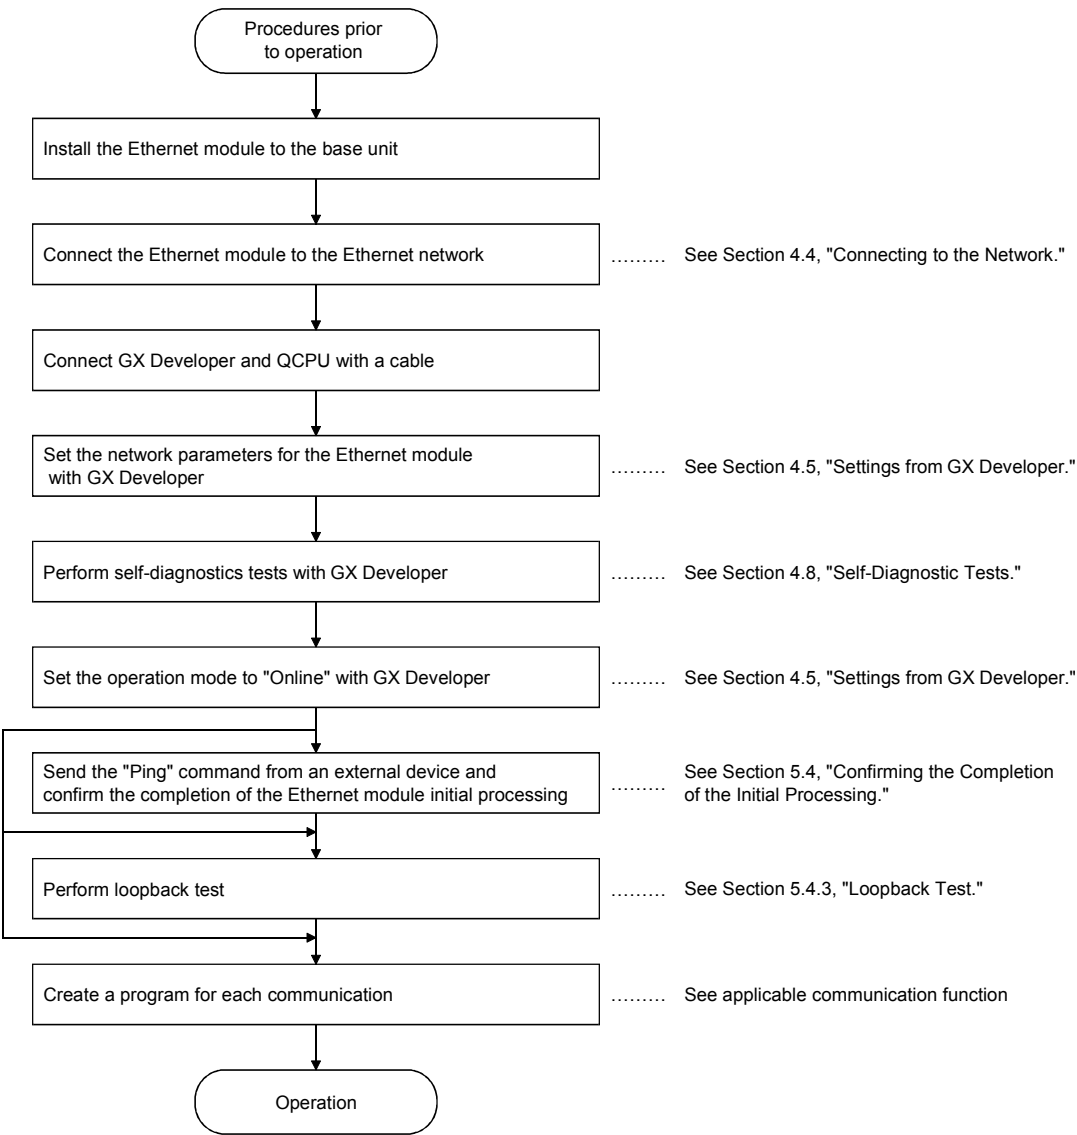 Procedures prior
to operation
Install the Ethernet module to the base unit
Connect the Ethernet module to the Ethernet network
......... See Section 4.4, "Connecting to the Network."
Connect GX Developer and QCPU with a cable
Set the network parameters for the Ethernet module
with GX Developer
......... See Section 4.5, "Settings from GX Developer."
Perform self-diagnostics tests with GX Developer
......... See Section 4.8, "Self-Diagnostic Tests."
Set the operation mode to "Online" with GX Developer
......... See Section 4.5, "Settings from GX Developer."
Send the "Ping" command from an external device and
confirm the completion of the Ethernet module initial processing
......... See Section 5.4, "Confirming the Completion
of the Initial Processing."
Perform loopback test
......... See Section 5.4.3, "Loopback Test."
Create a program for each communication
......... See applicable communication function
Operation